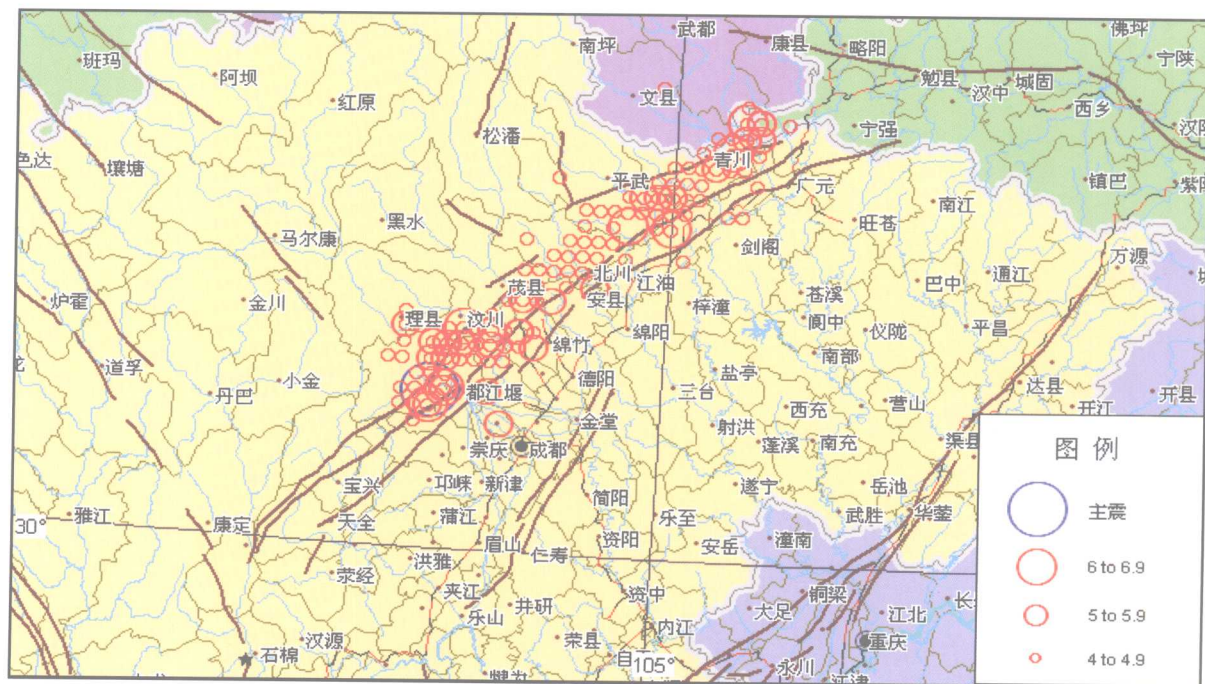 武都
南坪
康县
略阳
佛坪
班玛
阿坝
宁陕
勉县
城固
文县
红原
汉中
西乡
松潘
宁强
青川
色达
壤塘
平武
广元
镇巴
南江
黑水
旺苍
马尔康
剑阁
万源
北川
江油
通江
茂县
巴中
炉霍
金川
安县
苍溪
梓潼
理县
汶川
阆中
仪陇
平昌
绵阳
绵竹
南部
道孚
小金
德阳
盐亭
达县
丹巴
都江堰
三台
开县
西充
营山
开江
金堂
射洪
蓬溪
南充
渠县
崇庆
成都
宝兴
邛崃
新津
遂宁
岳池
简阳
雅江
30°
康定
天全
蒲江
乐至
武胜
华蓥
眉山
仁寿
资阳
安岳
潼南
洪雅
荥经
夹江
资中
铜梁
大足
江北
乐山
井研
汉源
荣县
内江
重庆
石棉
105°
永川
江津
犍为
图例
主震
6 to 6.9
5 to 5.9
4 to 4.9